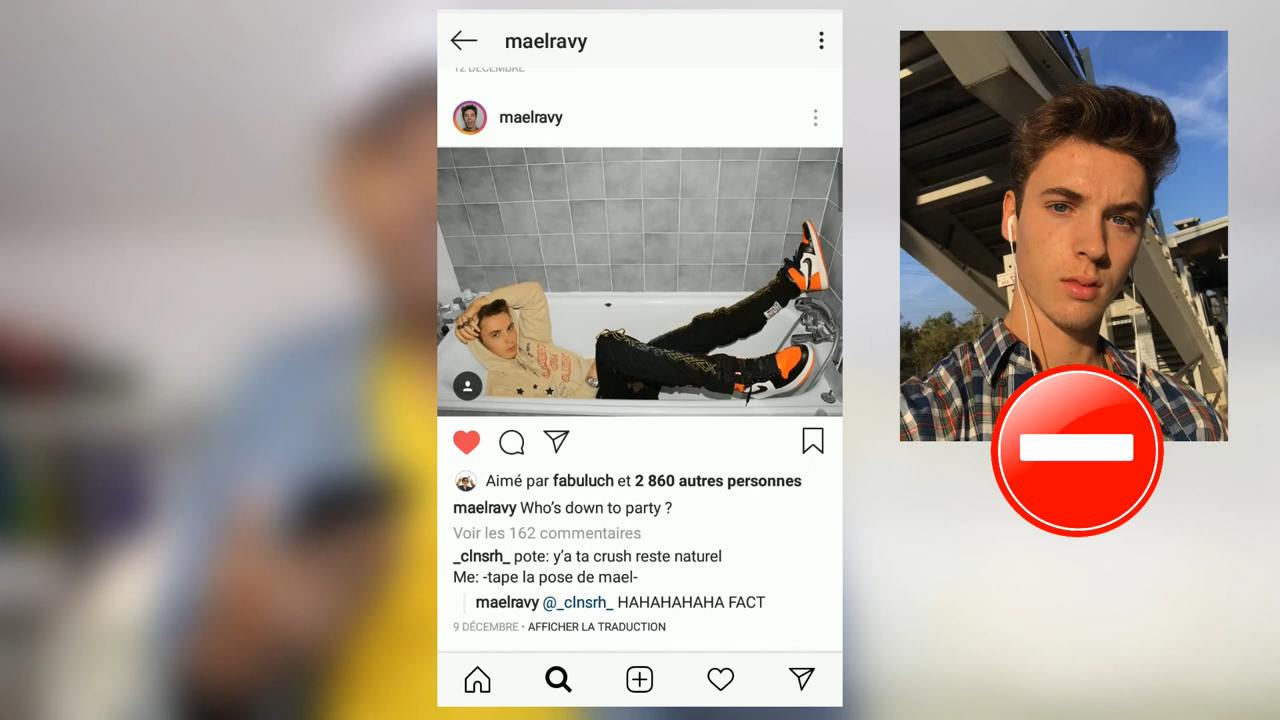 maelravy
12 DÉCEMBRE
maelravy
Aimé par fabuluch et 2 860 autres personnes
maelravy Who's down to party ?
Voir les 162 commentaires
_clnsrh_ pote: y'a ta crush reste naturel
Me: -tape la pose de mael-
maelravy @_clnsrh_ HAHAHAHAHA FACT
9 DÉCEMBRE • AFFICHER LA TRADUCTION